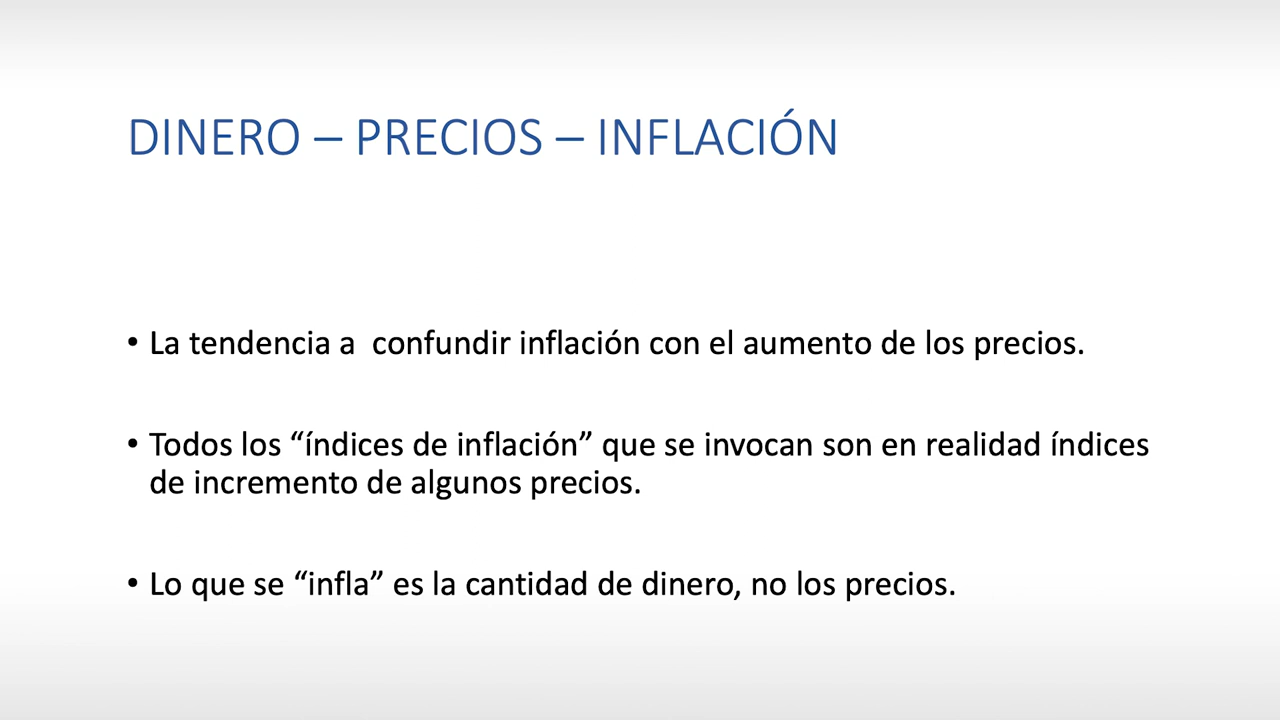 DINERO – PRECIOS – INFLACIÓN
• La tendencia a  confundir inflación con el aumento de los precios.
• Todos los “índices de inflación” que se invocan son en realidad índices
de incremento de algunos precios.
• Lo que se “infla” es la cantidad de dinero, no los precios.